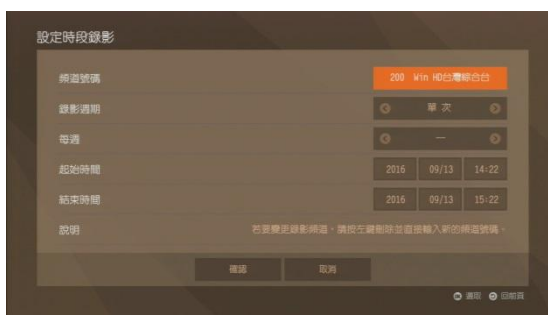 設定時段錄影
頻道號碼 200 Win HD台灣綜合台
錄影週期 單次
每週 一
起始時間 2016 09/13 14:22
結束時間 2016 09/13 15:22
說明 若要變更錄影頻道，請按左鍵刪除並直接輸入新的頻道號碼。
確認 取消
OK 選取 回前頁